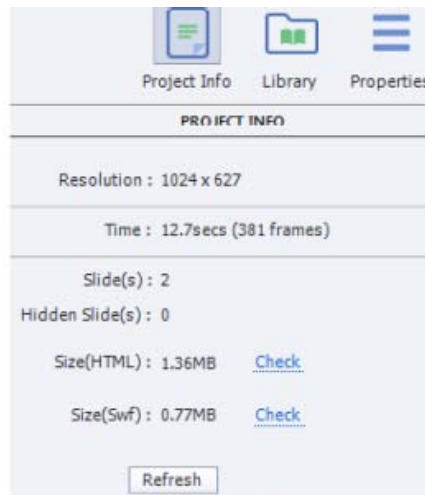 Project Info Library Properties
PROJECT INFO
Resolution : 1024 x 627
Time : 12.7secs (381 frames)
Slide(s) : 2
Hidden Slide(s) : 0
Size(HTML) : 1.36MB Check
Size(Swf) : 0.77MB Check
Refresh